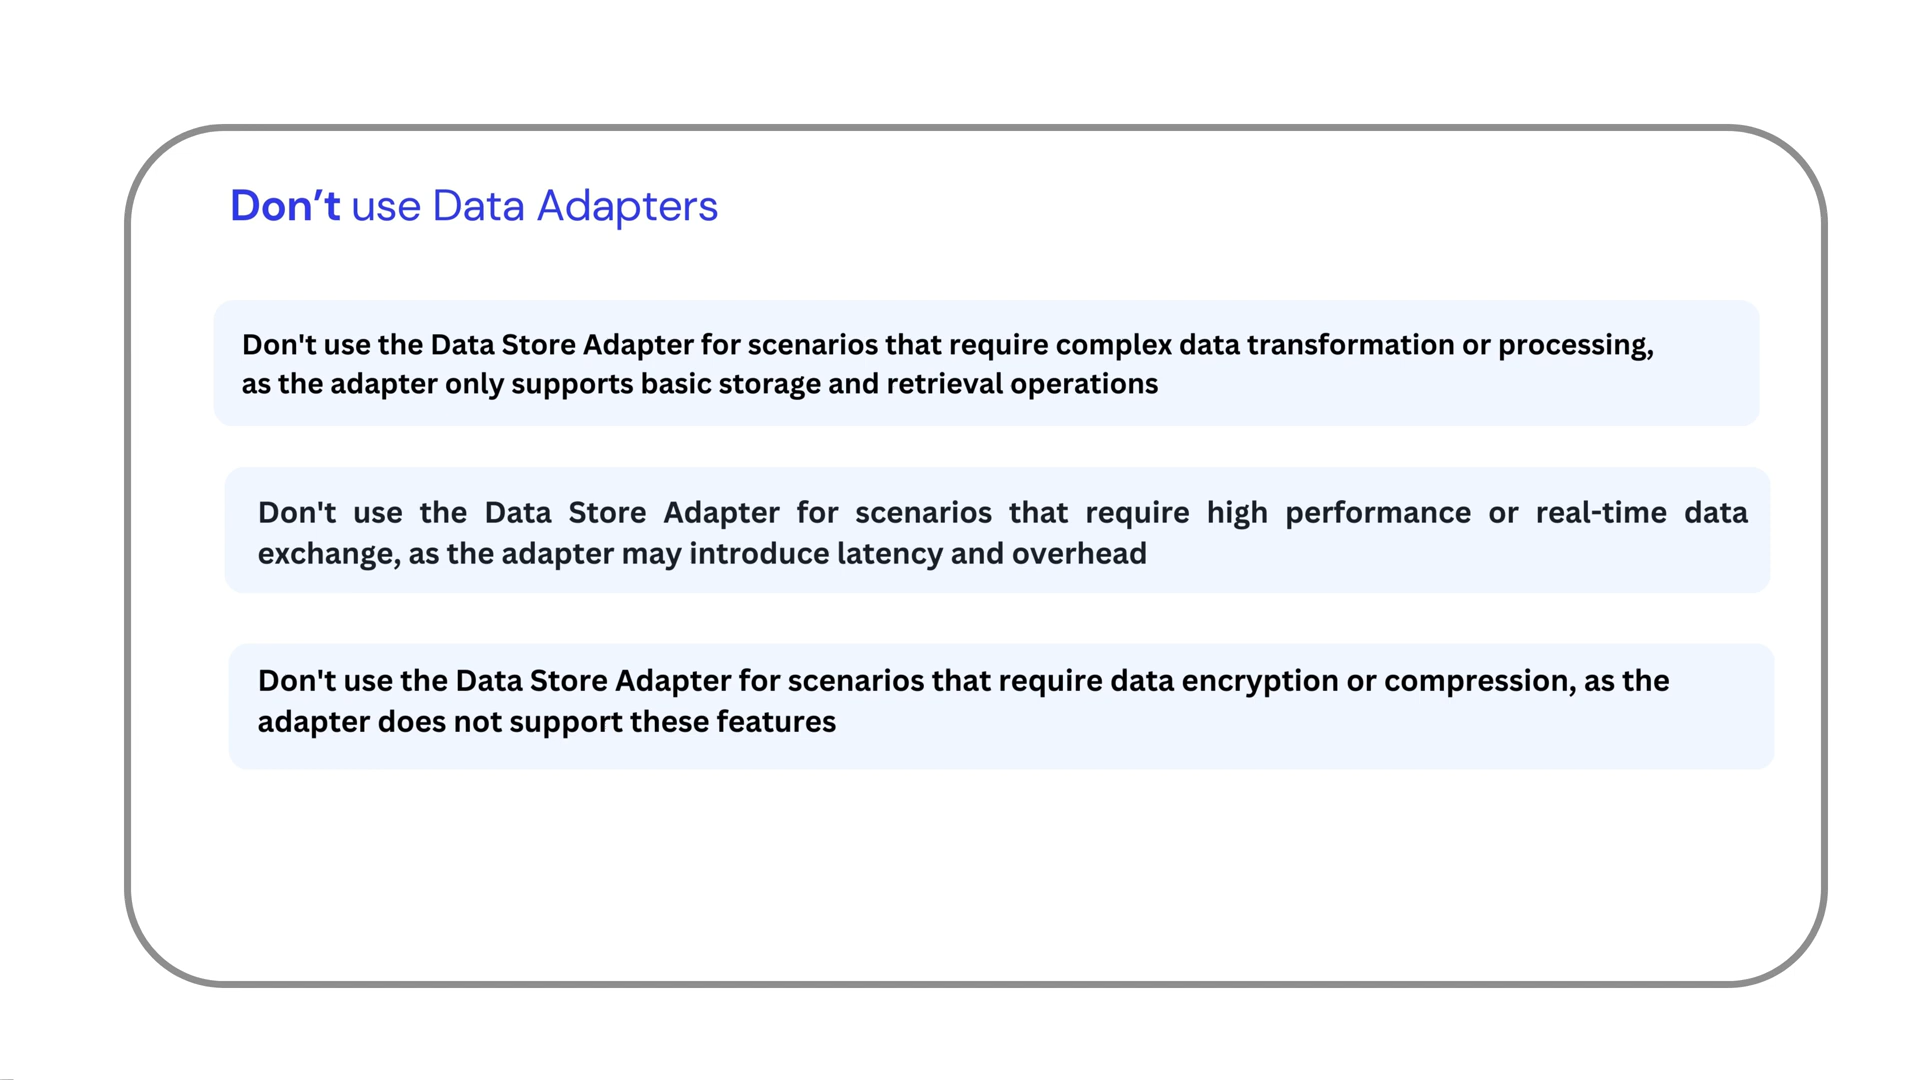 Don’t use Data Adapters
Don't use the Data Store Adapter for scenarios that require complex data transformation or processing,
as the adapter only supports basic storage and retrieval operations
Don't use the Data Store Adapter for scenarios that require high performance or real-time data
exchange, as the adapter may introduce latency and overhead
Don't use the Data Store Adapter for scenarios that require data encryption or compression, as the
adapter does not support these features